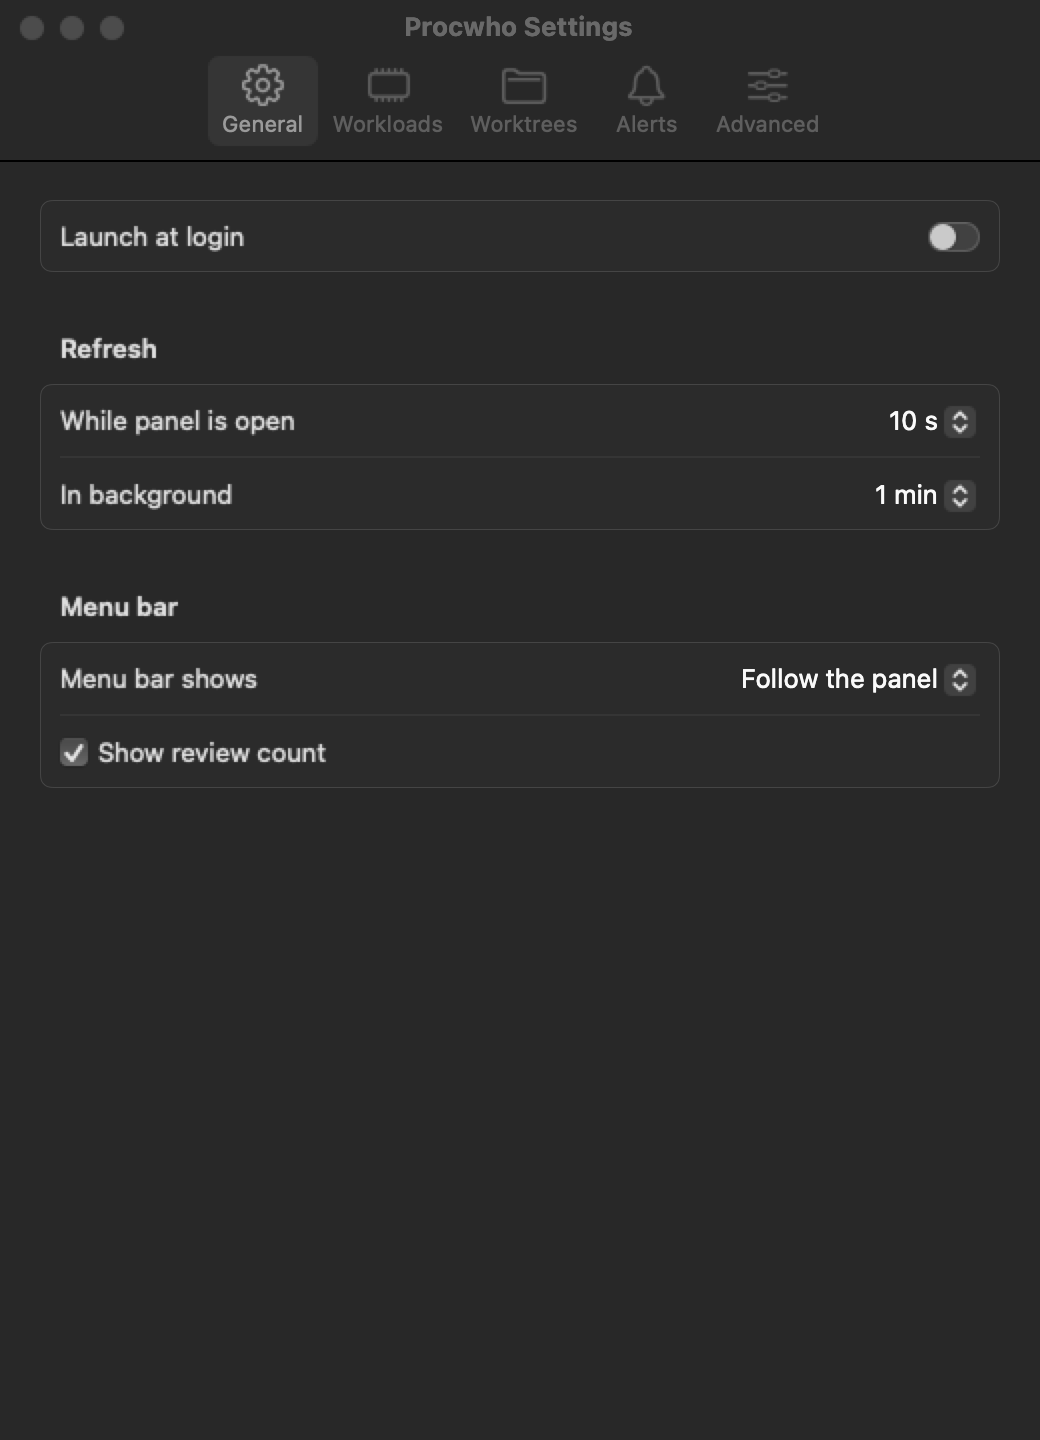 Procwho Settings
General
Workloads
Worktrees
Alerts
Advanced
Launch at login
Refresh
While panel is open 10 s
In background 1 min
Menu bar
Menu bar shows Follow the panel
Show review count